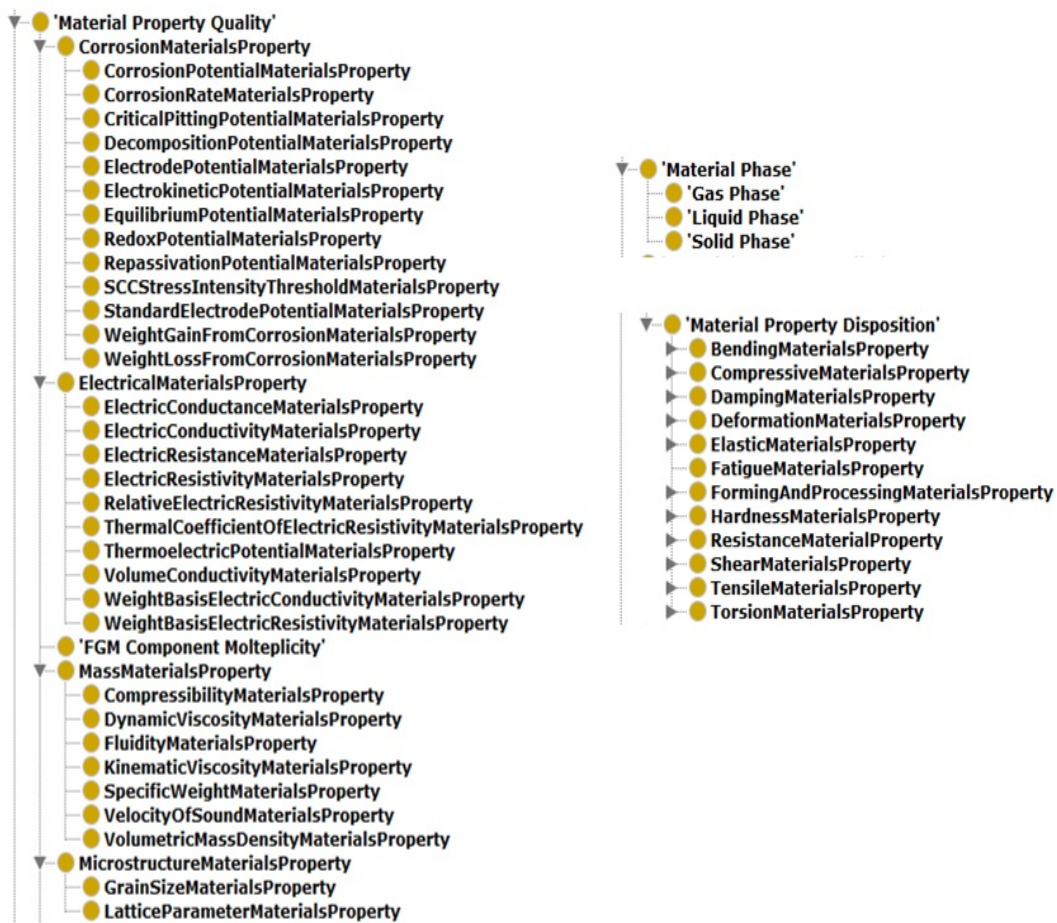 'Material Property Quality'
CorrosionMaterialsProperty
CorrosionPotentialMaterialsProperty
CorrosionRateMaterialsProperty
CriticalPittingPotentialMaterialsProperty
DecompositionPotentialMaterialsProperty
ElectrodePotentialMaterialsProperty
ElectrokineticPotentialMaterialsProperty
EquilibriumPotentialMaterialsProperty
RedoxPotentialMaterialsProperty
RepassivationPotentialMaterialsProperty
SCCStressIntensityThresholdMaterialsProperty
StandardElectrodePotentialMaterialsProperty
WeightGainFromCorrosionMaterialsProperty
WeightLossFromCorrosionMaterialsProperty
ElectricalMaterialsProperty
ElectricConductanceMaterialsProperty
ElectricConductivityMaterialsProperty
ElectricResistanceMaterialsProperty
ElectricResistivityMaterialsProperty
RelativeElectricResistivityMaterialsProperty
ThermalCoefficientOfElectricResistivityMaterialsProperty
ThermoelectricPotentialMaterialsProperty
VolumeConductivityMaterialsProperty
WeightBasisElectricConductivityMaterialsProperty
WeightBasisElectricResistivityMaterialsProperty
'FGM Component Molteplicity'
MassMaterialsProperty
CompressibilityMaterialsProperty
DynamicViscosityMaterialsProperty
FluidityMaterialsProperty
KinematicViscosityMaterialsProperty
SpecificWeightMaterialsProperty
VelocityOfSoundMaterialsProperty
VolumetricMassDensityMaterialsProperty
MicrostructureMaterialsProperty
GrainSizeMaterialsProperty
LatticeParameterMaterialsProperty
'Material Phase'
'Gas Phase'
'Liquid Phase'
'Solid Phase'
'Material Property Disposition'
BendingMaterialsProperty
CompressiveMaterialsProperty
DampingMaterialsProperty
DeformationMaterialsProperty
ElasticMaterialsProperty
FatigueMaterialsProperty
FormingAndProcessingMaterialsProperty
HardnessMaterialsProperty
ResistanceMaterialProperty
ShearMaterialsProperty
TensileMaterialsProperty
TorsionMaterialsProperty